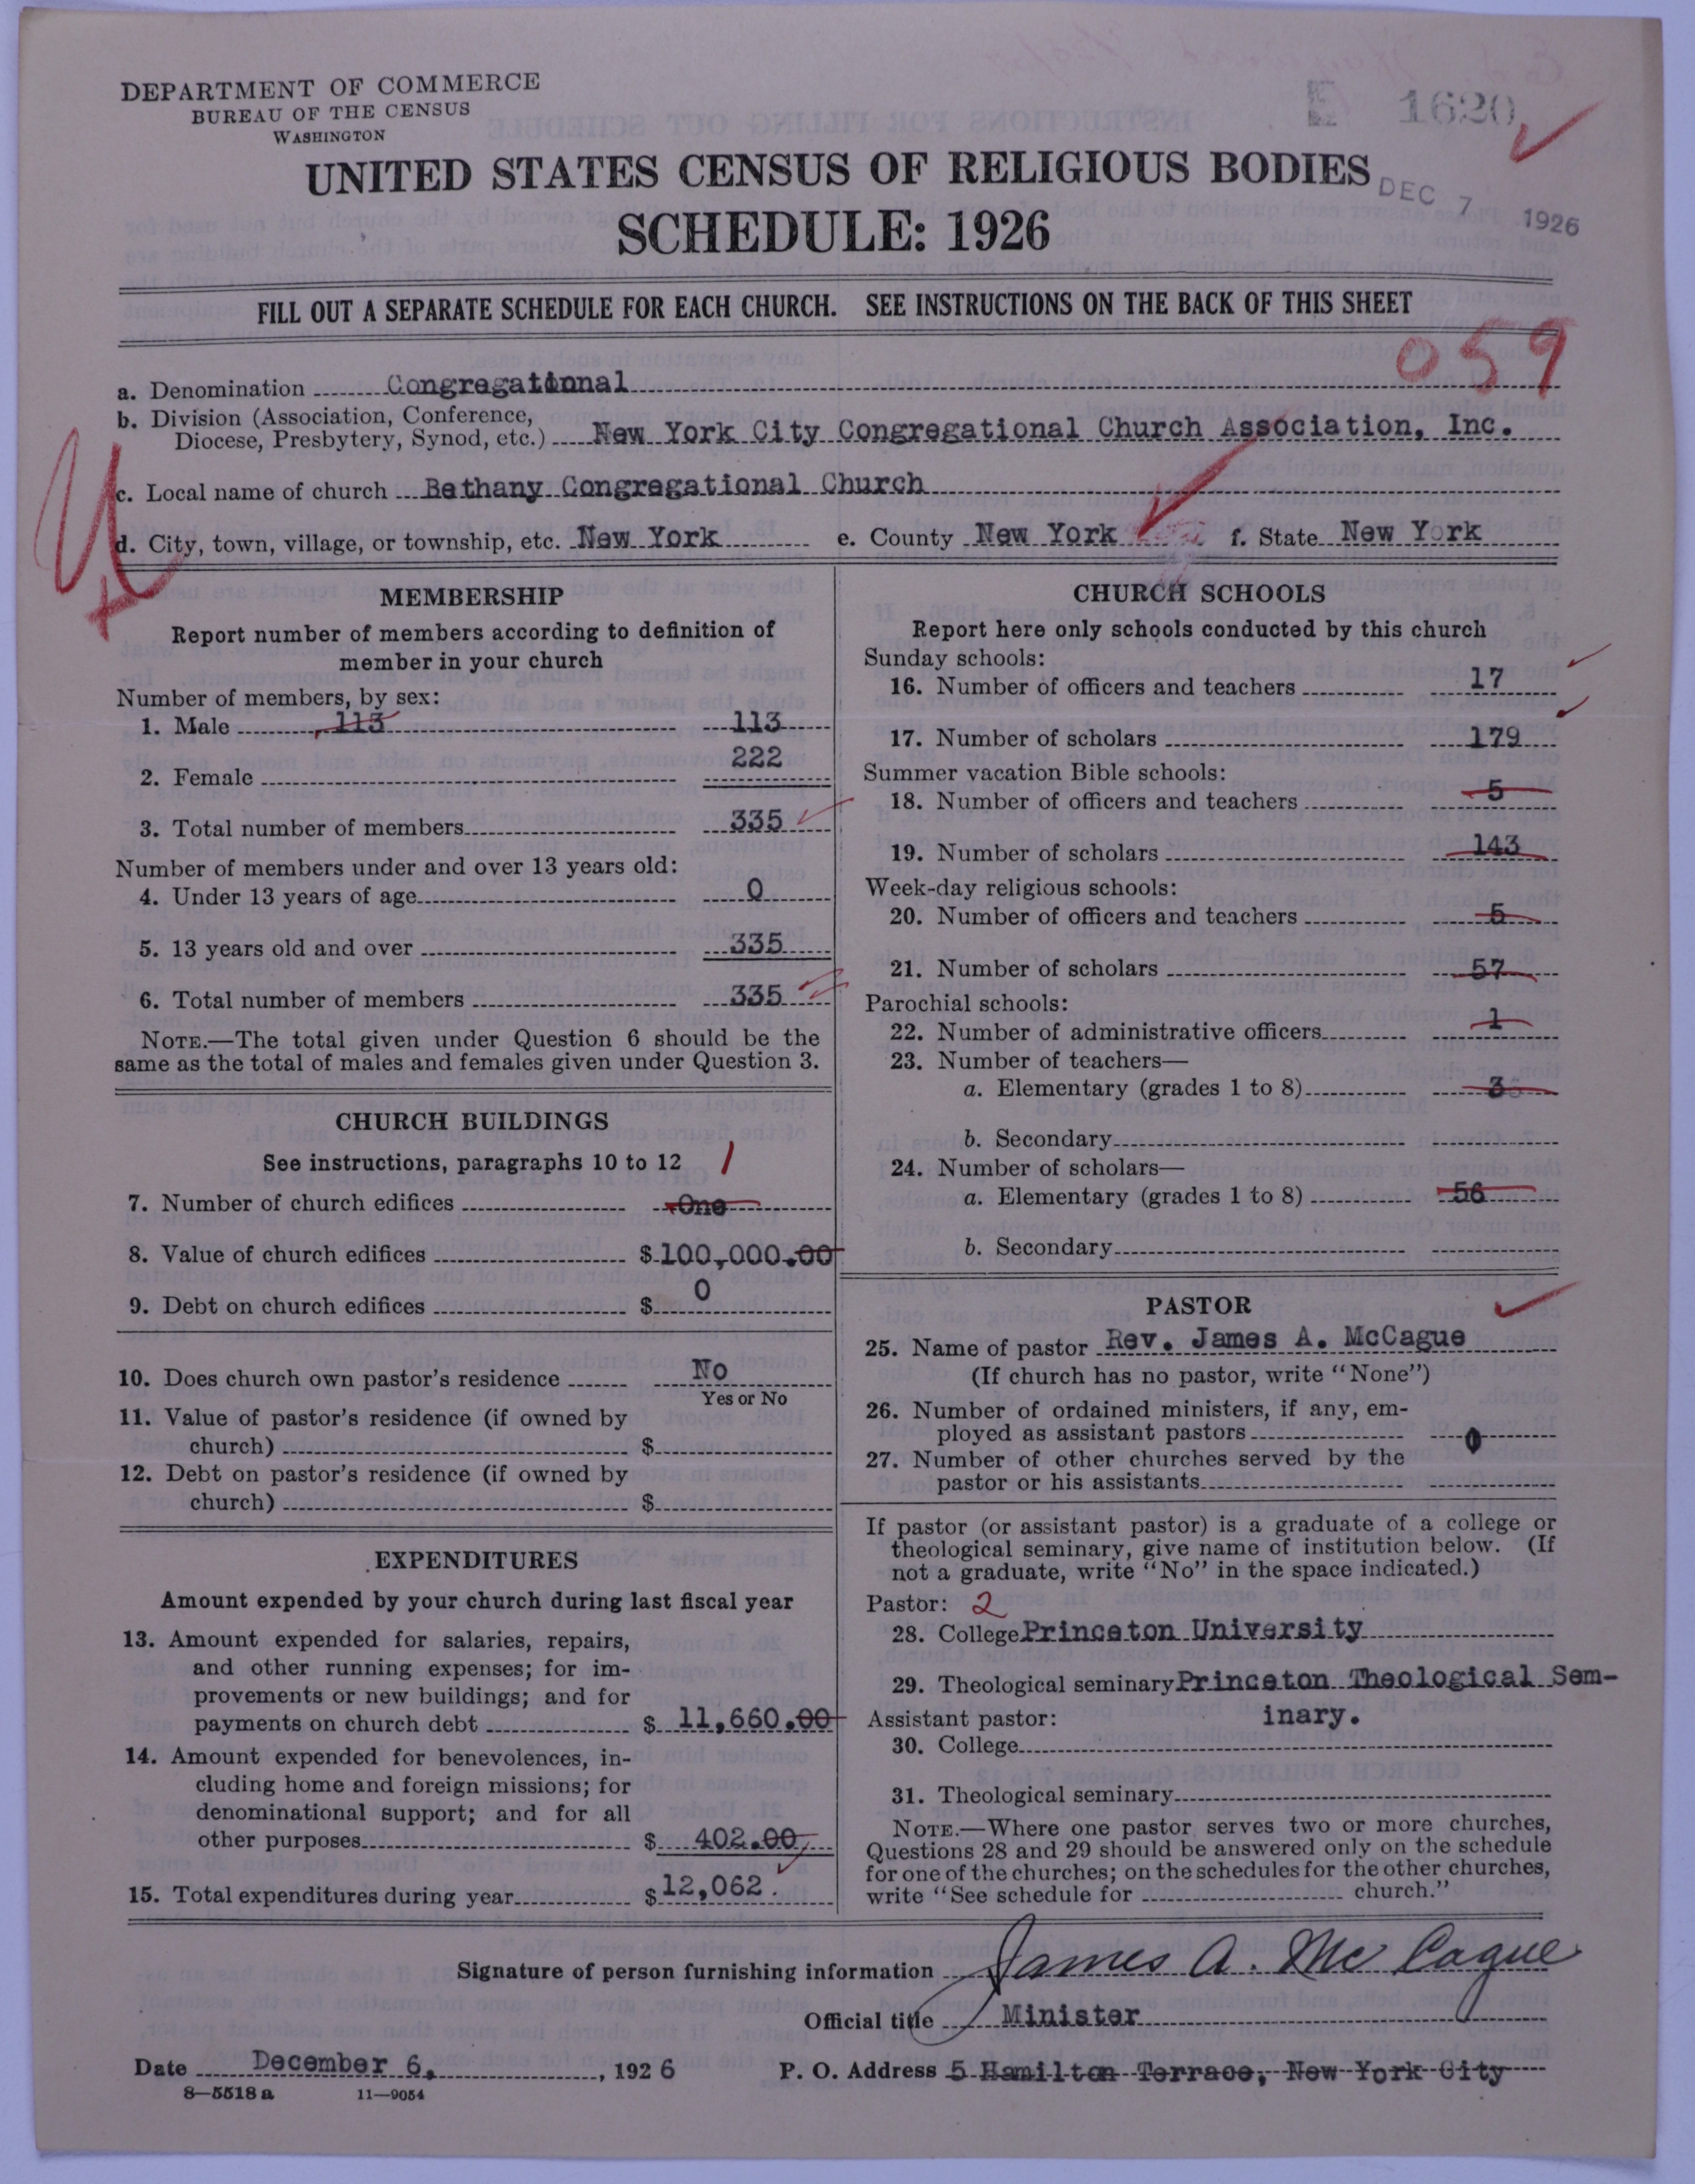 DEPARTMENT OF COMMERCE
BUREAU OF THE CENSUS
WASHINGTON
1620
UNITED STATES CENSUS OF RELIGIOUS BODIES
DEC 7 1926
SCHEDULE: 1926
FILL OUT A SEPARATE SCHEDULE FOR EACH CHURCH. SEE INSTRUCTIONS ON THE BACK OF THIS SHEET
059
a. Denomination Congregational
b. Division (Association, Conference,
Diocese, Presbytery, Synod, etc.) New York City Congregational Church Association, Inc.
c. Local name of church Bethany Congregational Church
d. City, town, village, or township, etc. New York e. County New York f. State New York
MEMBERSHIP
Report number of members according to definition of
member in your church
Number of members, by sex:
1. Male 113 113
2. Female 222
3. Total number of members 335
Number of members under and over 13 years old:
4. Under 13 years of age 0
5. 13 years old and over 335
6. Total number of members 335
NOTE.—The total given under Question 6 should be the
same as the total of males and females given under Question 3.
CHURCH BUILDINGS
See instructions, paragraphs 10 to 12 1
7. Number of church edifices One
8. Value of church edifices $ 100,000.00
9. Debt on church edifices $ 0
10. Does church own pastor's residence No
Yes or No
11. Value of pastor's residence (if owned by
church) $
12. Debt on pastor's residence (if owned by
church) $
EXPENDITURES
Amount expended by your church during last fiscal year
13. Amount expended for salaries, repairs,
and other running expenses; for im-
provements or new buildings; and for
payments on church debt $ 11,660.00
14. Amount expended for benevolences, in-
cluding home and foreign missions; for
denominational support; and for all
other purposes $ 402.00
15. Total expenditures during year $ 12,062.
CHURCH SCHOOLS
Report here only schools conducted by this church
Sunday schools:
16. Number of officers and teachers 17
17. Number of scholars 179
Summer vacation Bible schools:
18. Number of officers and teachers 5
19. Number of scholars 143
Week-day religious schools:
20. Number of officers and teachers 5
21. Number of scholars 57
Parochial schools:
22. Number of administrative officers 1
23. Number of teachers—
a. Elementary (grades 1 to 8) 3
b. Secondary
24. Number of scholars—
a. Elementary (grades 1 to 8) 56
b. Secondary
PASTOR
25. Name of pastor Rev. James A. McCague
(If church has no pastor, write "None")
26. Number of ordained ministers, if any, em-
ployed as assistant pastors 0
27. Number of other churches served by the
pastor or his assistants
If pastor (or assistant pastor) is a graduate of a college or
theological seminary, give name of institution below. (If
not a graduate, write "No" in the space indicated.)
Pastor: 2
28. College Princeton University
29. Theological seminary Princeton Theological Sem-
Assistant pastor: inary.
30. College
31. Theological seminary
NOTE.—Where one pastor serves two or more churches,
Questions 28 and 29 should be answered only on the schedule
for one of the churches; on the schedules for the other churches,
write "See schedule for church."
Signature of person furnishing information James A. McCague
Official title Minister
Date December 6, 1926 P. O. Address 5 Hamilton Terrace, New York City
8—5518 a 11—9054